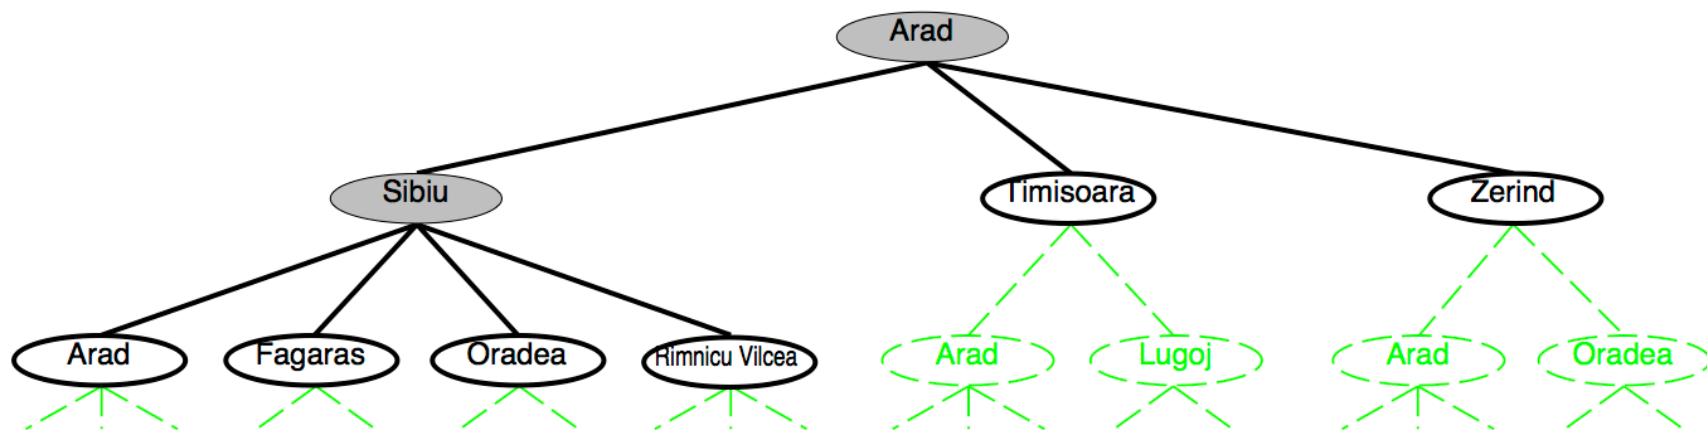 Arad
Sibiu
Timisoara
Zerind
Arad
Fagaras
Oradea
Rimnicu Vilcea
Arad
Lugoj
Arad
Oradea